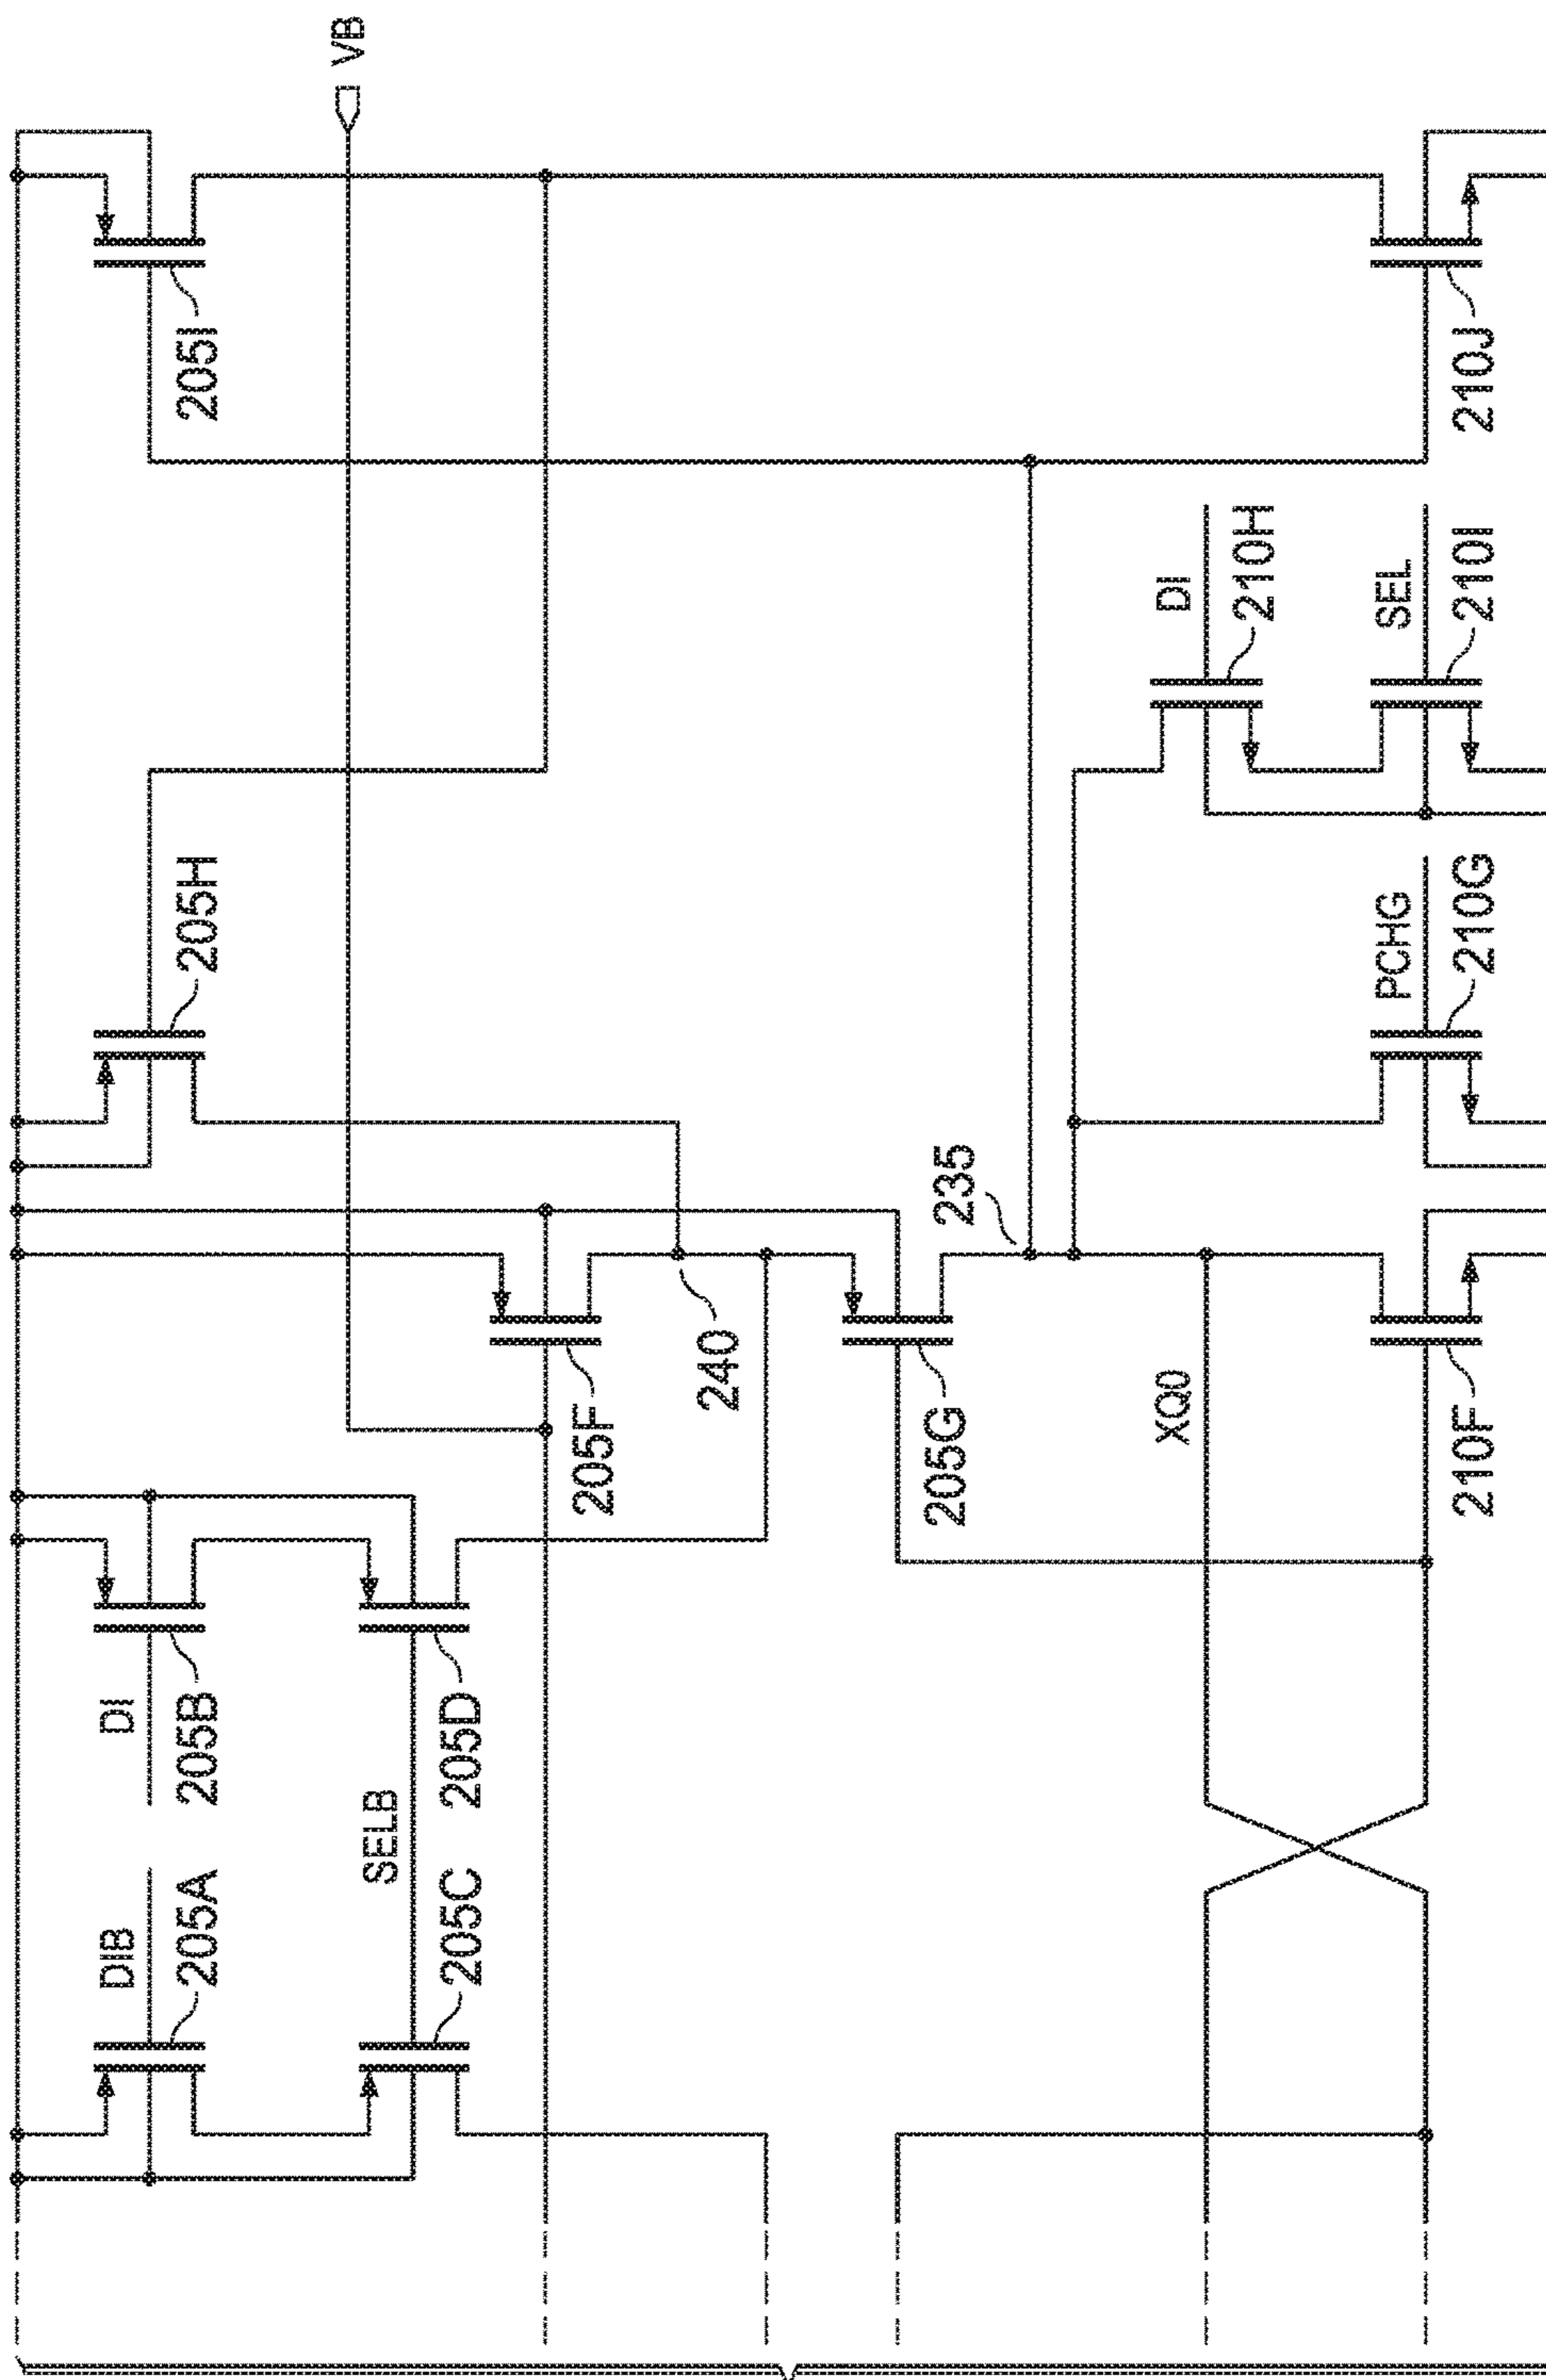 VB
205I
210J
DI
210H
SEL
210I
205H
PCHG
210G
235
240
205F
205G
XQ0
210F
DI
205B
SELB
205D
DIB
205A
205C